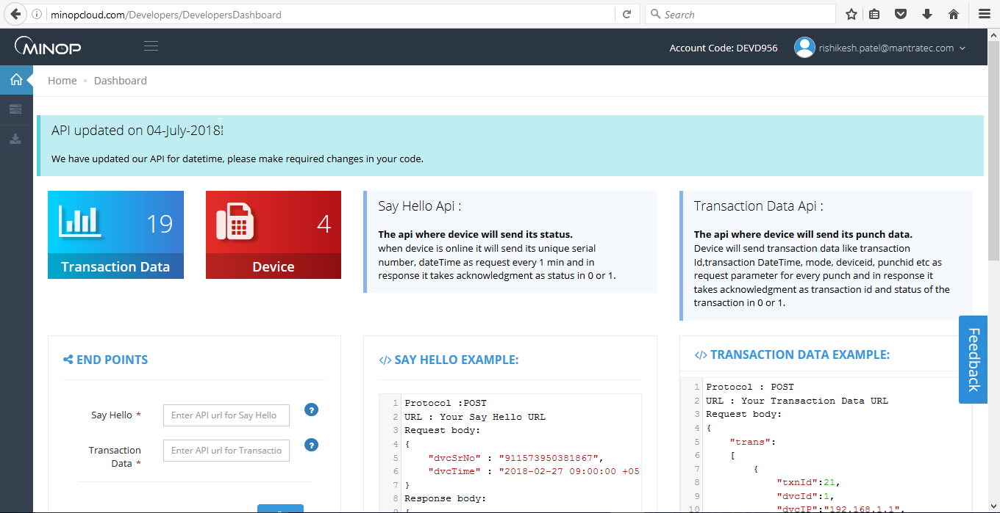 minopcloud.com/Developers/DevelopersDashboard
Search
MINOP
Account Code: DEVD956
rishikesh.patel@mantratec.com
Home
Dashboard
API updated on 04-July-2018!
We have updated our API for datetime, please make required changes in your code.
19
Transaction Data
4
Device
Say Hello Api :
The api where device will send its status.
when device is online it will send its unique serial
number, dateTime as request every 1 min and in
response it takes acknowledgment as status in 0 or 1.
Transaction Data Api :
The api where device will send its punch data.
Device will send transaction data like transaction
Id,transaction DateTime, mode, deviceid, punchid etc as
request parameter for every punch and in response it
takes acknowledgment as transaction id and status of the
transaction in 0 or 1.
Feedback
END POINTS
Say Hello *
Enter API url for Say Hello
?
Transaction
Data *
Enter API url for Transactio
?
</> SAY HELLO EXAMPLE:
1 Protocol :POST
2 URL : Your Say Hello URL
3 Request body:
4 {
5 "dvcSrNo" : "911573950381867",
6 "dvcTime" : "2018-02-27 09:00:00 +05
7 }
8 Response body:
</> TRANSACTION DATA EXAMPLE:
1 Protocol : POST
2 URL : Your Transaction Data URL
3 Request body:
4 {
5 "trans":
6 [
7 {
8 "txnId":21,
9 "dvcId":1,
10 "dvcIP":"192.168.1.1",